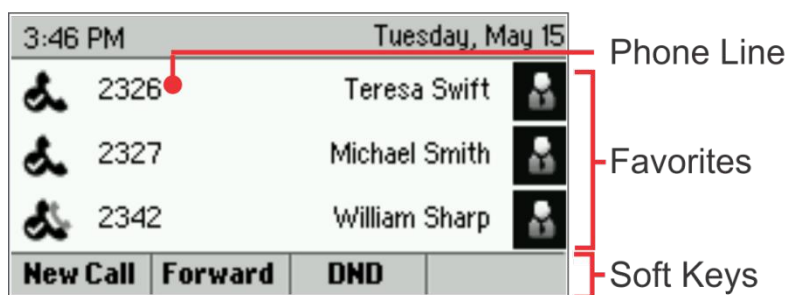 3:46 PM Tuesday, May 15
Phone Line
2326 Teresa Swift
2327 Michael Smith
Favorites
2342 William Sharp
New Call Forward DND
Soft Keys